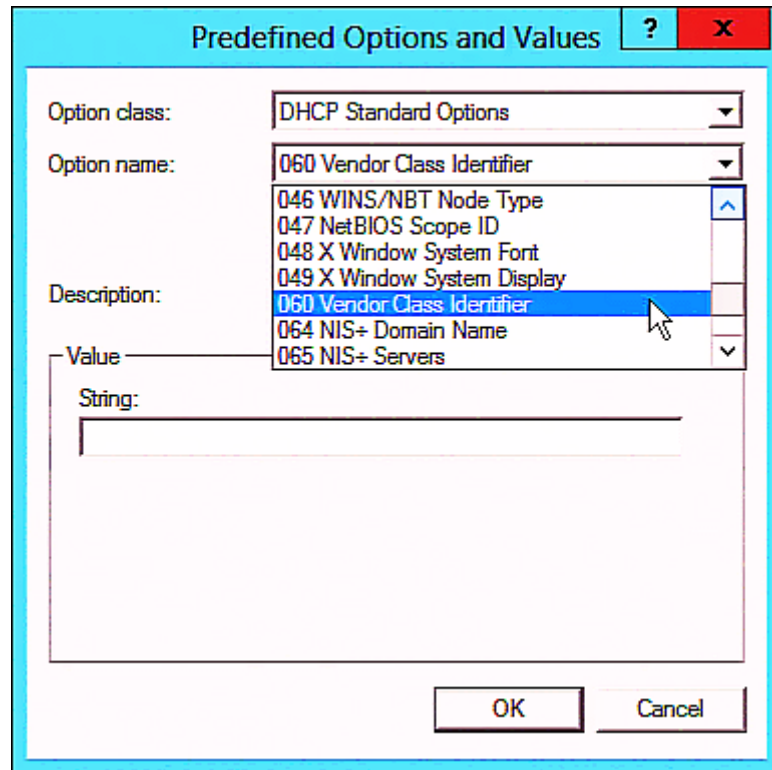 Predefined Options and Values ? x
Option class: DHCP Standard Options
Option name: 060 Vendor Class Identifier
046 WINS/NBT Node Type
047 NetBIOS Scope ID
048 X Window System Font
049 X Window System Display
Description:
060 Vendor Class Identifier
064 NIS+ Domain Name
Value
065 NIS+ Servers
String:
OK Cancel